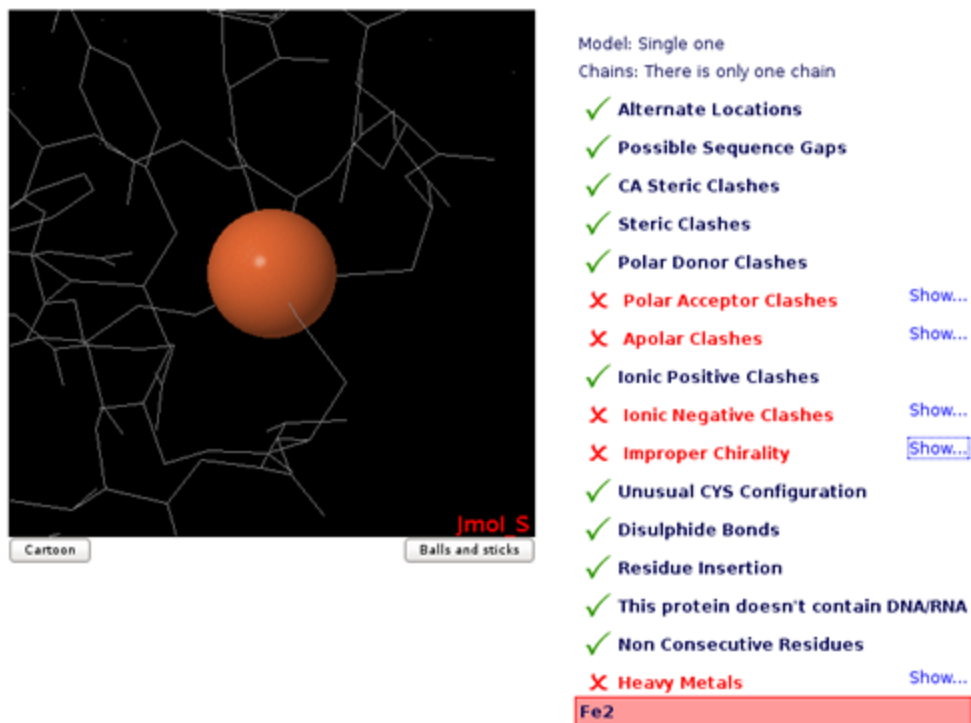 Model: Single one
Chains: There is only one chain
Alternate Locations
Possible Sequence Gaps
CA Steric Clashes
Steric Clashes
Polar Donor Clashes
Polar Acceptor Clashes Show...
Apolar Clashes Show...
Ionic Positive Clashes
Ionic Negative Clashes Show...
Improper Chirality Show...
Unusual CYS Configuration
Disulphide Bonds
Residue Insertion
This protein doesn't contain DNA/RNA
Non Consecutive Residues
Heavy Metals Show...
Fe2
Jmol_S
Cartoon Balls and sticks